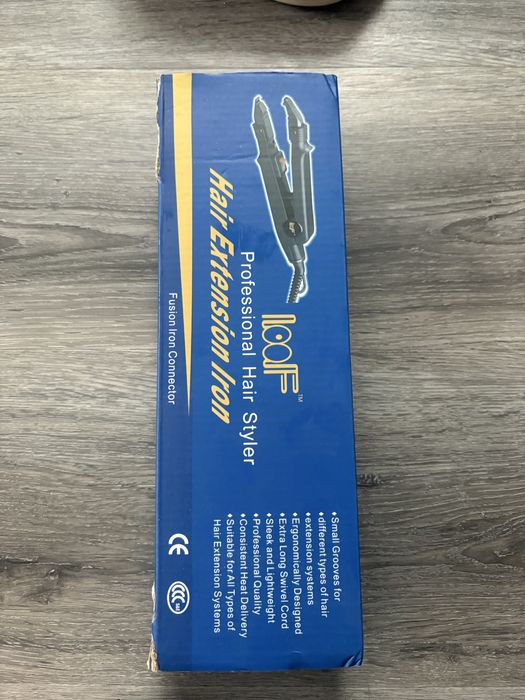 loof™
Professional Hair Styler
Hair Extension Iron
Fusion Iron Connector
♦Small Grooves for
♦different types of hair
♦extension systems
♦Ergonomically Designed
♦Extra Long Swivel Cord
♦Sleek and Lightweight
♦Professional Quality
♦Consistent Heat Delivery
♦Suitable for All Types of
Hair Extension Systems
CE